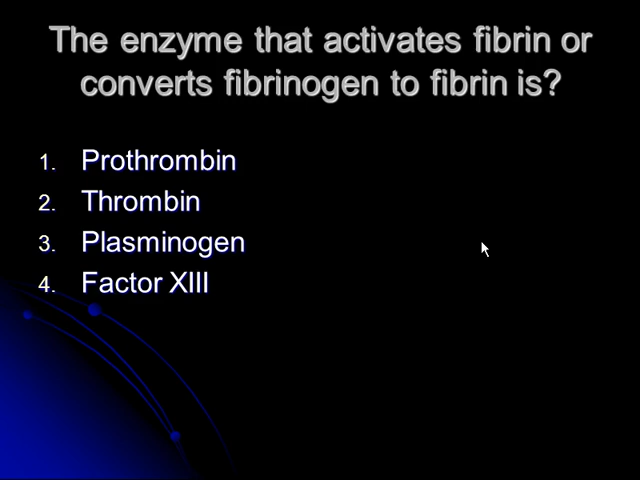 The enzyme that activates fibrin or
converts fibrinogen to fibrin is?
1. Prothrombin
2. Thrombin
3. Plasminogen
4. Factor XIII